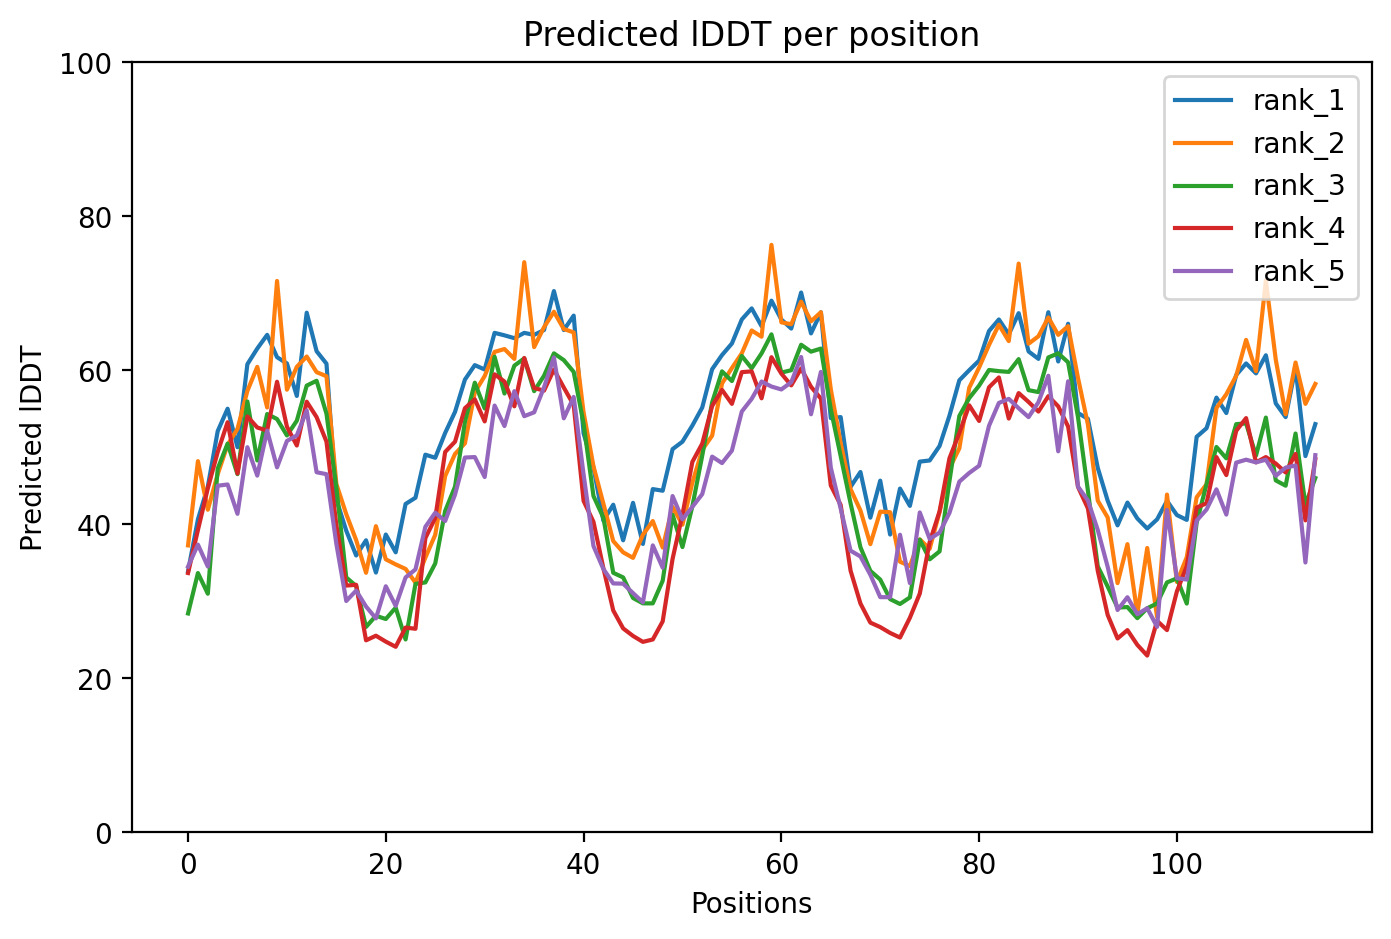 Predicted lDDT per position
100
80
60
40
20
0
Predicted lDDT
0 20 40 60 80 100
Positions
rank_1
rank_2
rank_3
rank_4
rank_5